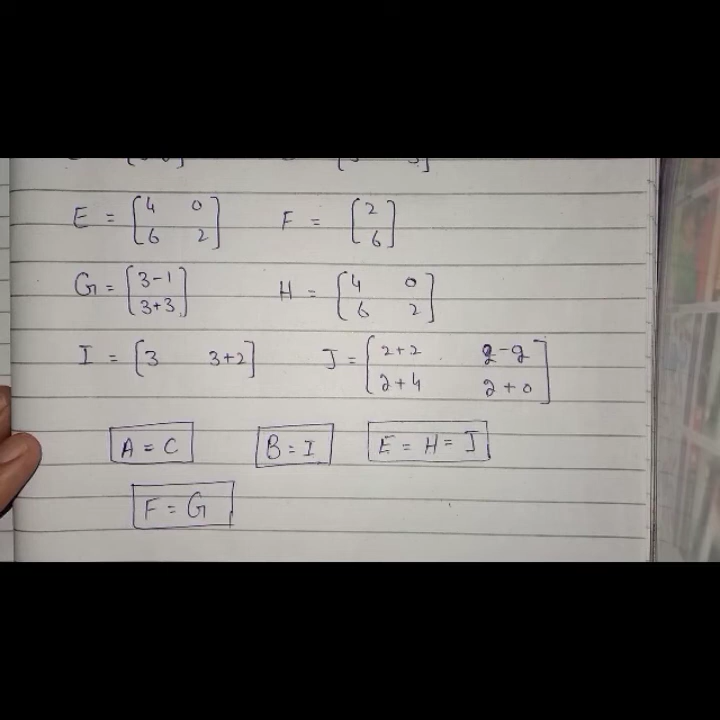 E = [4 0
6 2] F = [2
6]
G = [3-1
3+3] H = [4 0
6 2]
I = [3 3+2] J = [2+2 2-2
2+4 2+0]
A = C B = I E = H = J
F = G